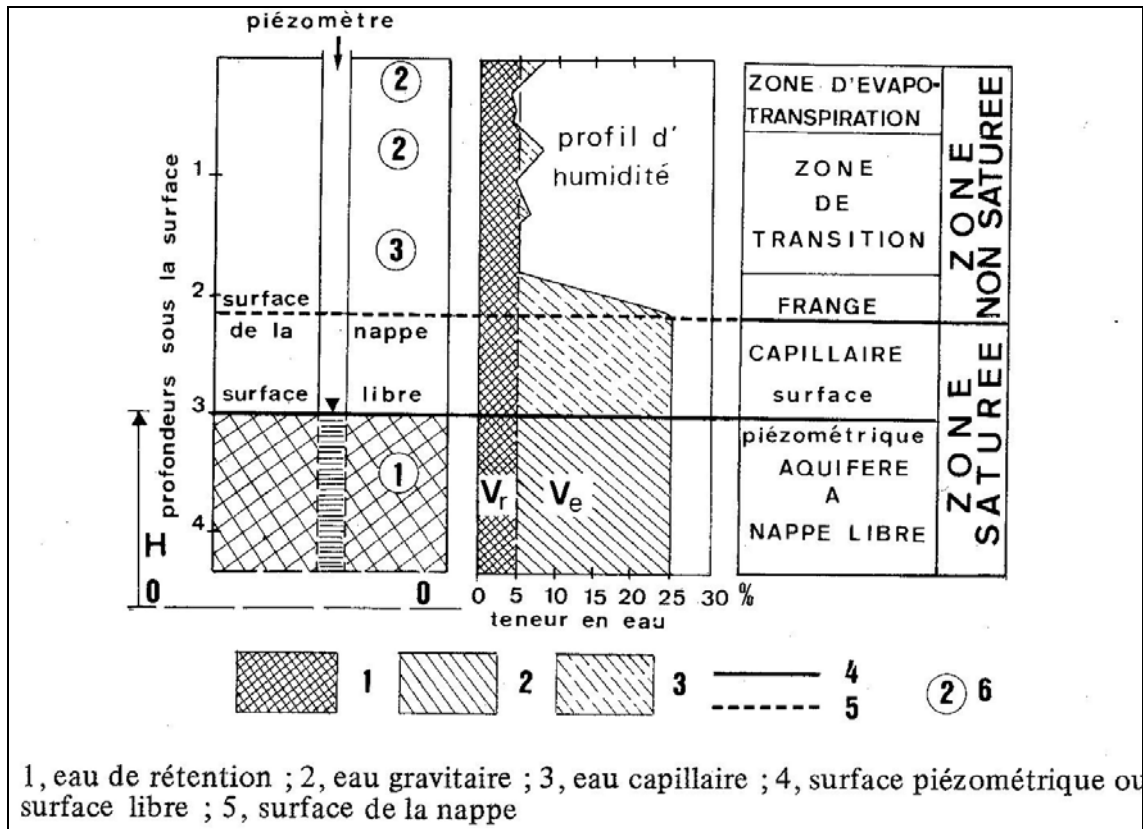 piézomètre
profondeurs sous la surface
1
2
3
4
H
0
0
2
2
3
1
surface
de la nappe
surface libre
profil d'
humidité
Vr
Ve
0 5 10 15 20 25 30 %
teneur en eau
ZONE D'EVAPO-
TRANSPIRATION
ZONE
DE
TRANSITION
FRANGE
CAPILLAIRE
surface
piézométrique
AQUIFERE
A
NAPPE LIBRE
ZONE
NON SATUREE
ZONE
SATUREE
1
2
3
4
5
2 6
1, eau de rétention ; 2, eau gravitaire ; 3, eau capillaire ; 4, surface piézométrique ou
surface libre ; 5, surface de la nappe